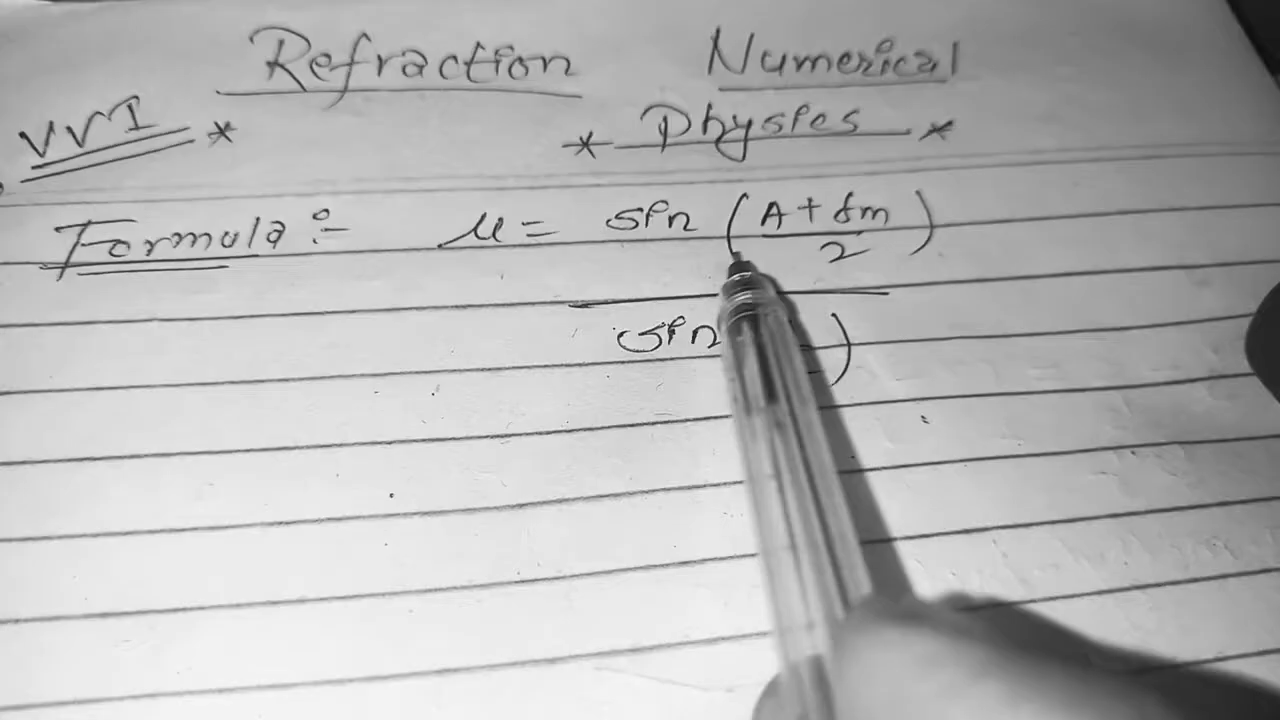 Refraction Numerical
VVI * * Physics *
Formula :- μ = sin (A + δm)
2
sin )